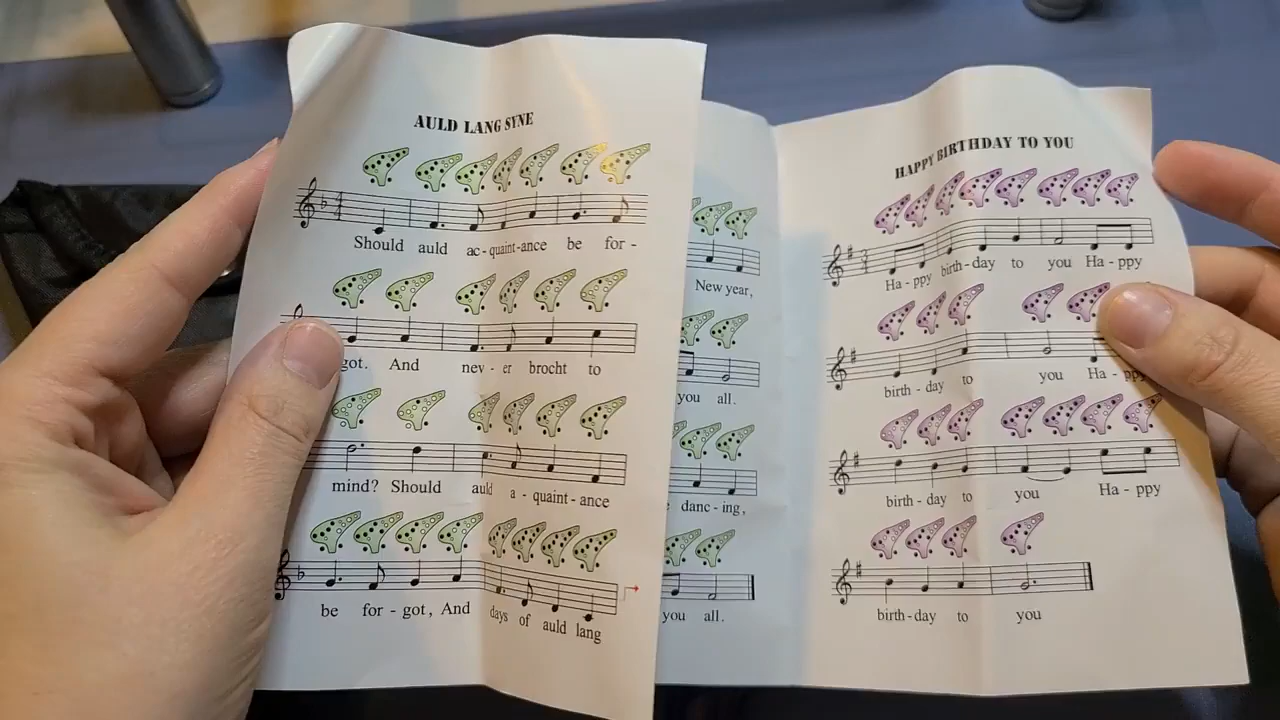 AULD LANG SYNE
Should auld ac - quaint - ance be for -
got. And nev - er brocht to
mind? Should auld a - quaint - ance
be for - got, And days of auld lang
New year,
you all.
danc - ing,
you all.
HAPPY BIRTHDAY TO YOU
Ha - ppy birth - day to you Ha - ppy
birth - day to you Ha - ppy
birth - day to you Ha - ppy
birth - day to you